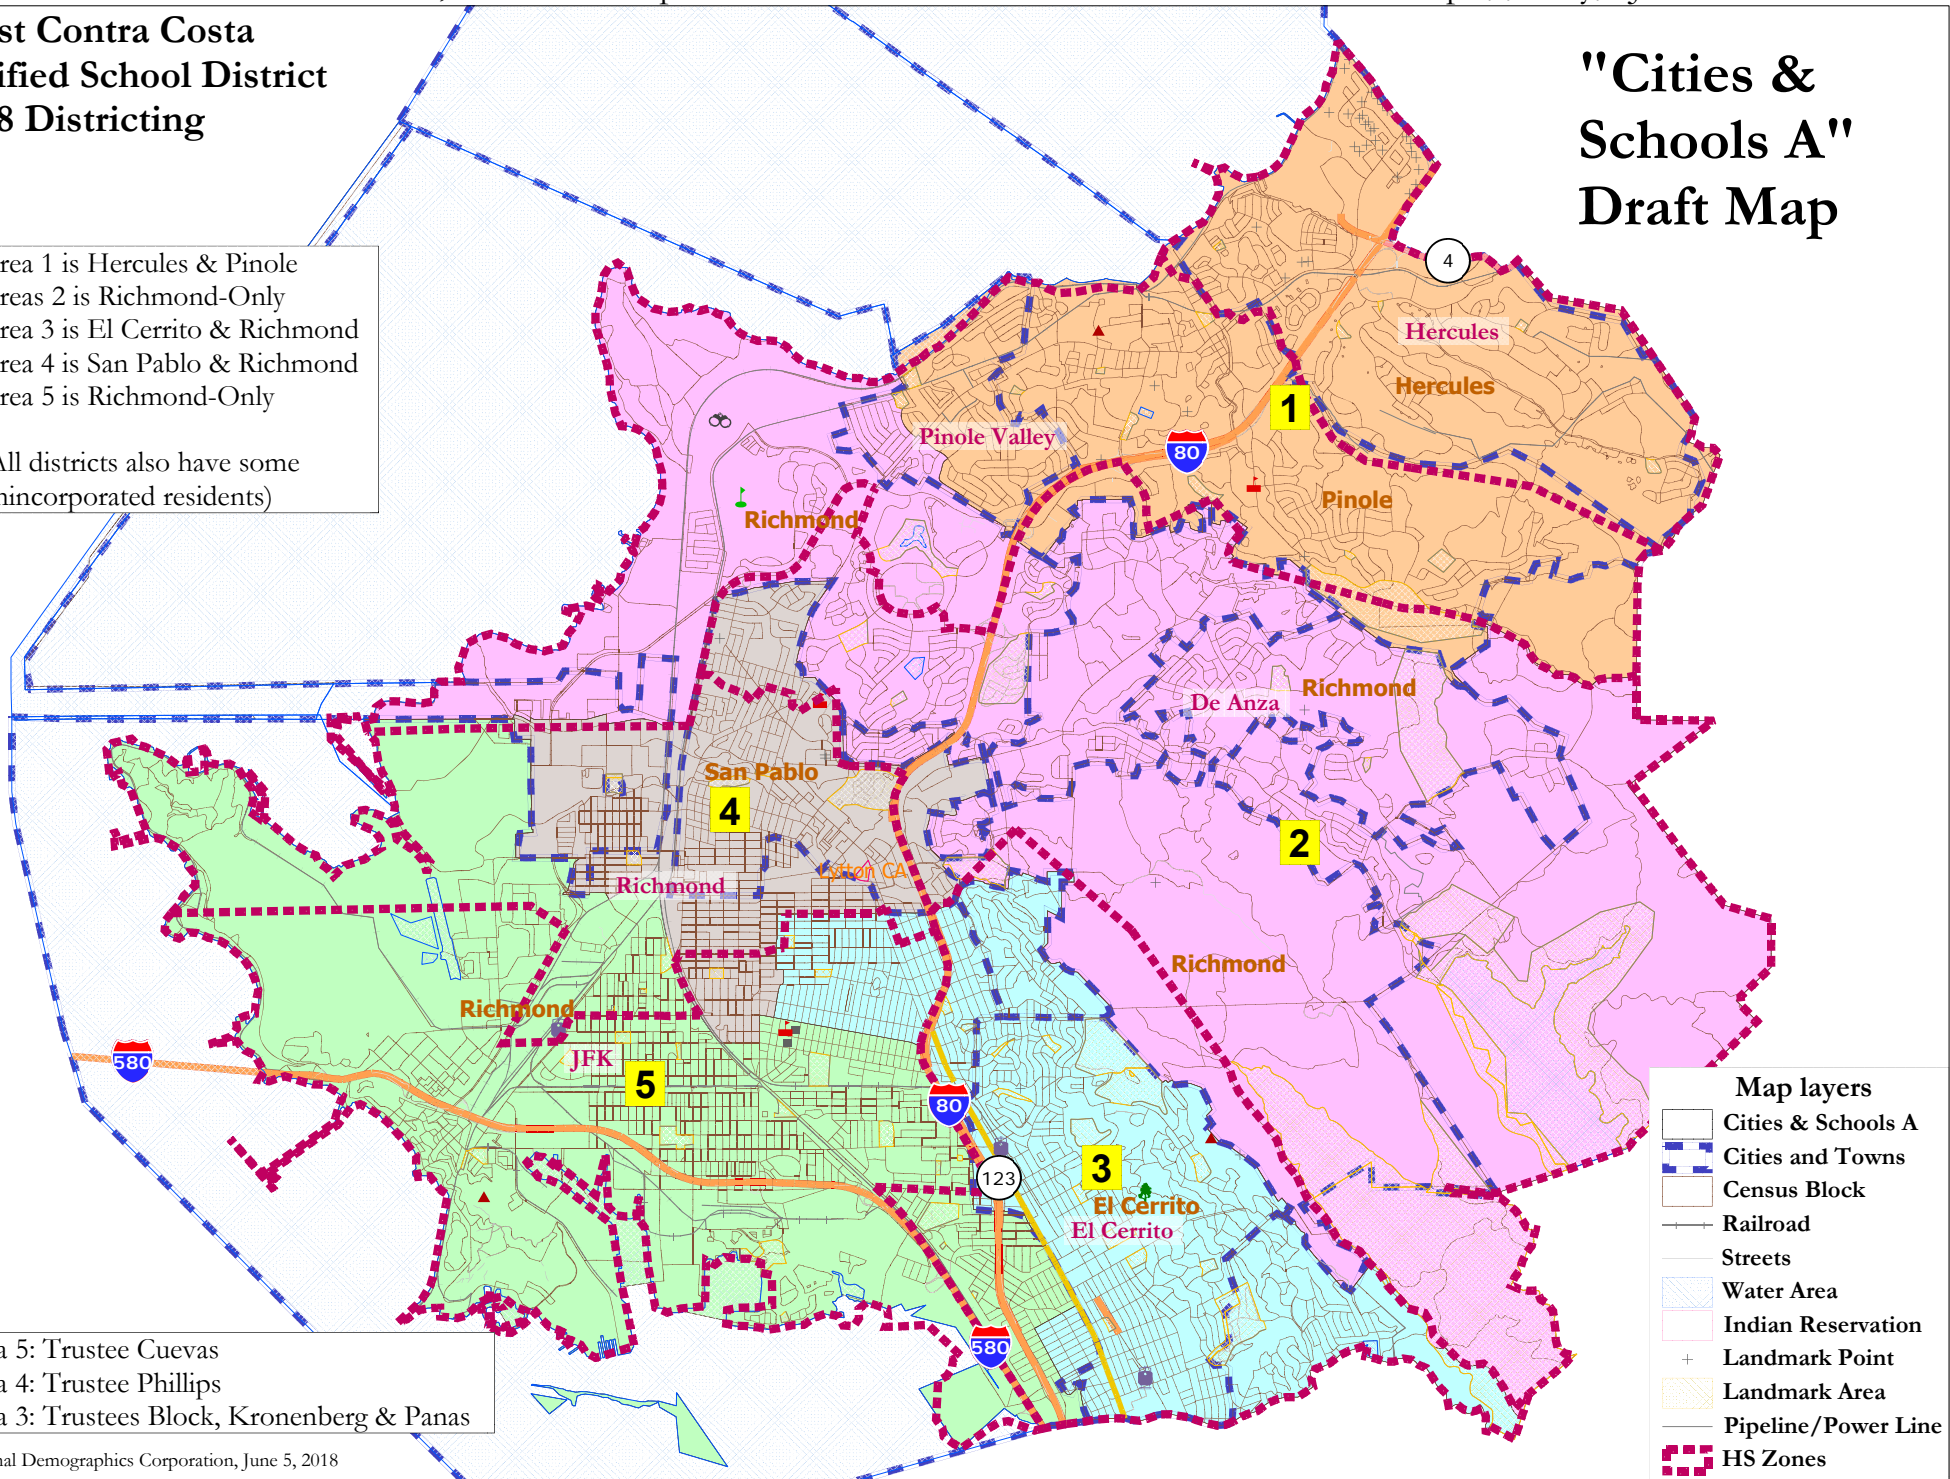 st Contra Costa
ified School District
8 Districting
"Cities &
Schools A"
Draft Map
rea 1 is Hercules & Pinole
reas 2 is Richmond-Only
rea 3 is El Cerrito & Richmond
rea 4 is San Pablo & Richmond
rea 5 is Richmond-Only
All districts also have some
nincorporated residents)
4
Hercules
Hercules
1
Pinole Valley
80
Pinole
Richmond
De Anza
Richmond
San Pablo
4
2
Lytton CA
Richmond
Richmond
Richmond
JFK
580
5
80
3
123
El Cerrito
El Cerrito
580
Map layers
Cities & Schools A
Cities and Towns
Census Block
Railroad
Streets
Water Area
Indian Reservation
Landmark Point
Landmark Area
Pipeline/Power Line
HS Zones
a 5: Trustee Cuevas
a 4: Trustee Phillips
a 3: Trustees Block, Kronenberg & Panas
nal Demographics Corporation, June 5, 2018